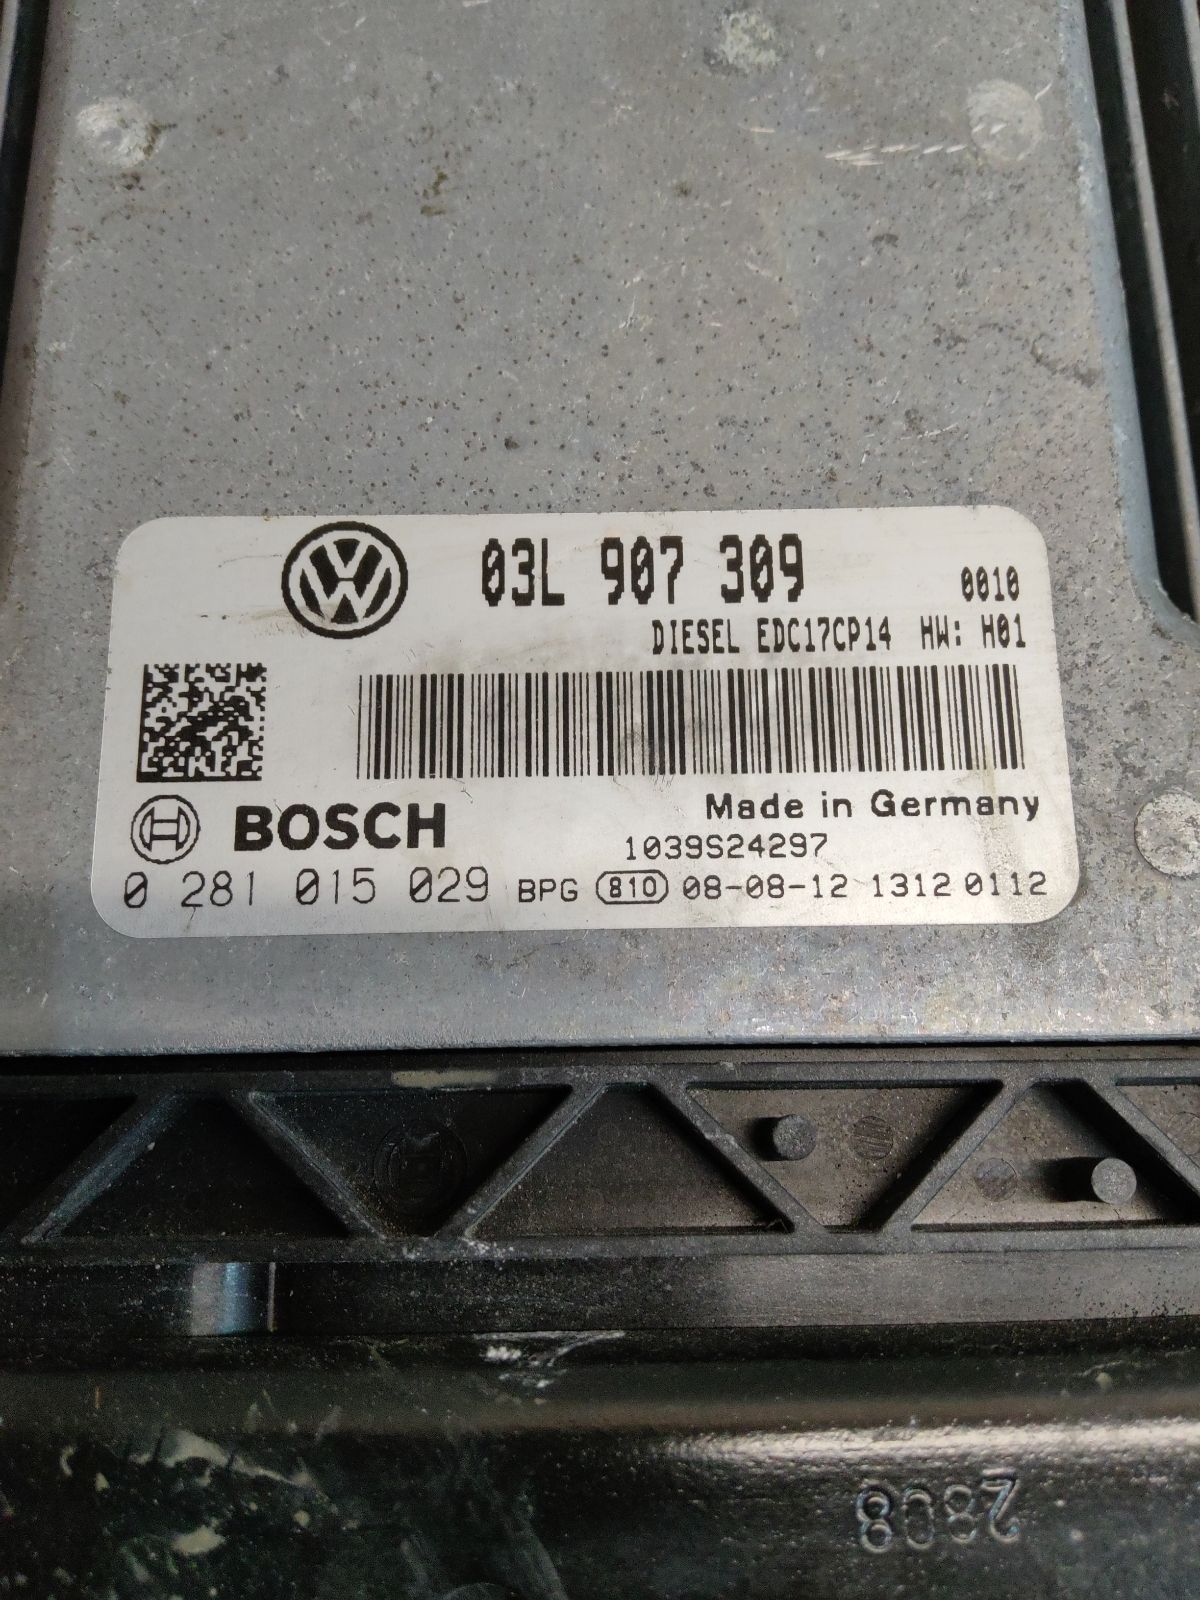 03L 907 309
0010
DIESEL EDC17CP14 HW: H01
BOSCH
Made in Germany
1039S24297
0 281 015 029 BPG 810 08-08-12 1312 0112
2808